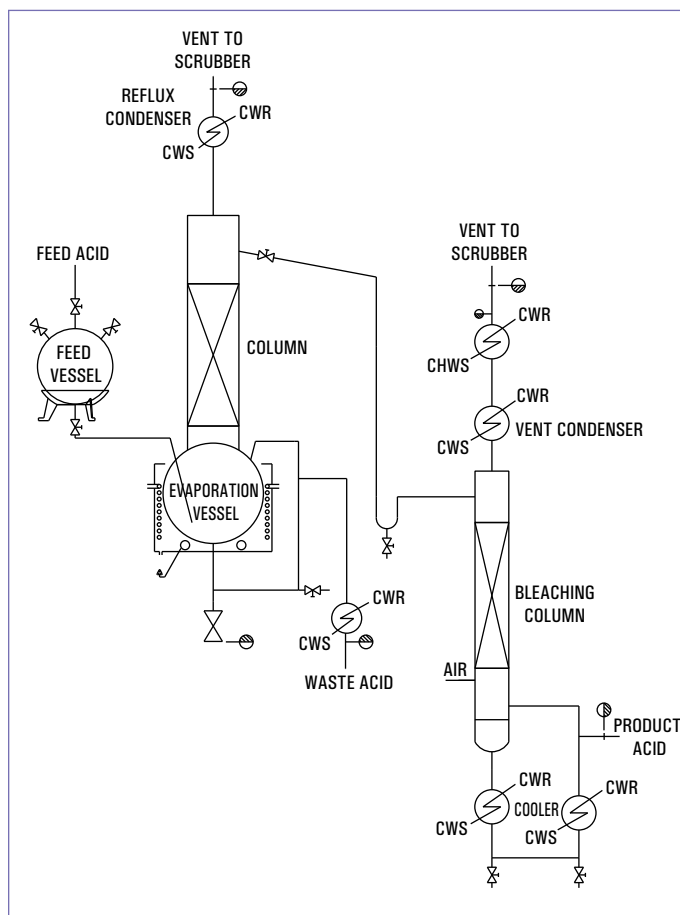 VENT TO
SCRUBBER
REFLUX
CONDENSER
CWR
CWS
FEED ACID
FEED
VESSEL
COLUMN
EVAPORATION
VESSEL
CWR
CWS
WASTE ACID
VENT TO
SCRUBBER
CWR
CHWS
CWR
CWS
VENT CONDENSER
BLEACHING
COLUMN
AIR
PRODUCT
ACID
CWR
CWS
COOLER
CWR
CWS